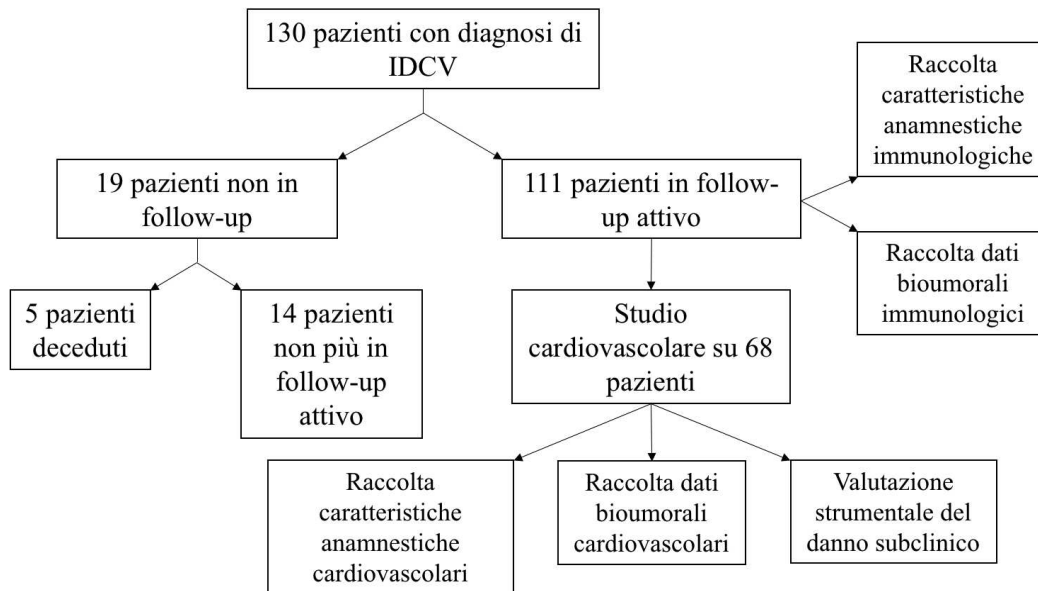 130 pazienti con diagnosi di
IDCV
Raccolta
caratteristiche
anamnestiche
immunologiche
19 pazienti non in
follow-up
111 pazienti in follow-
up attivo
Raccolta dati
bioumorali
immunologici
5 pazienti
deceduti
14 pazienti
non più in
follow-up
attivo
Studio
cardiovascolare su 68
pazienti
Raccolta
caratteristiche
anamnestiche
cardiovascolari
Raccolta dati
bioumorali
cardiovascolari
Valutazione
strumentale del
danno subclinico